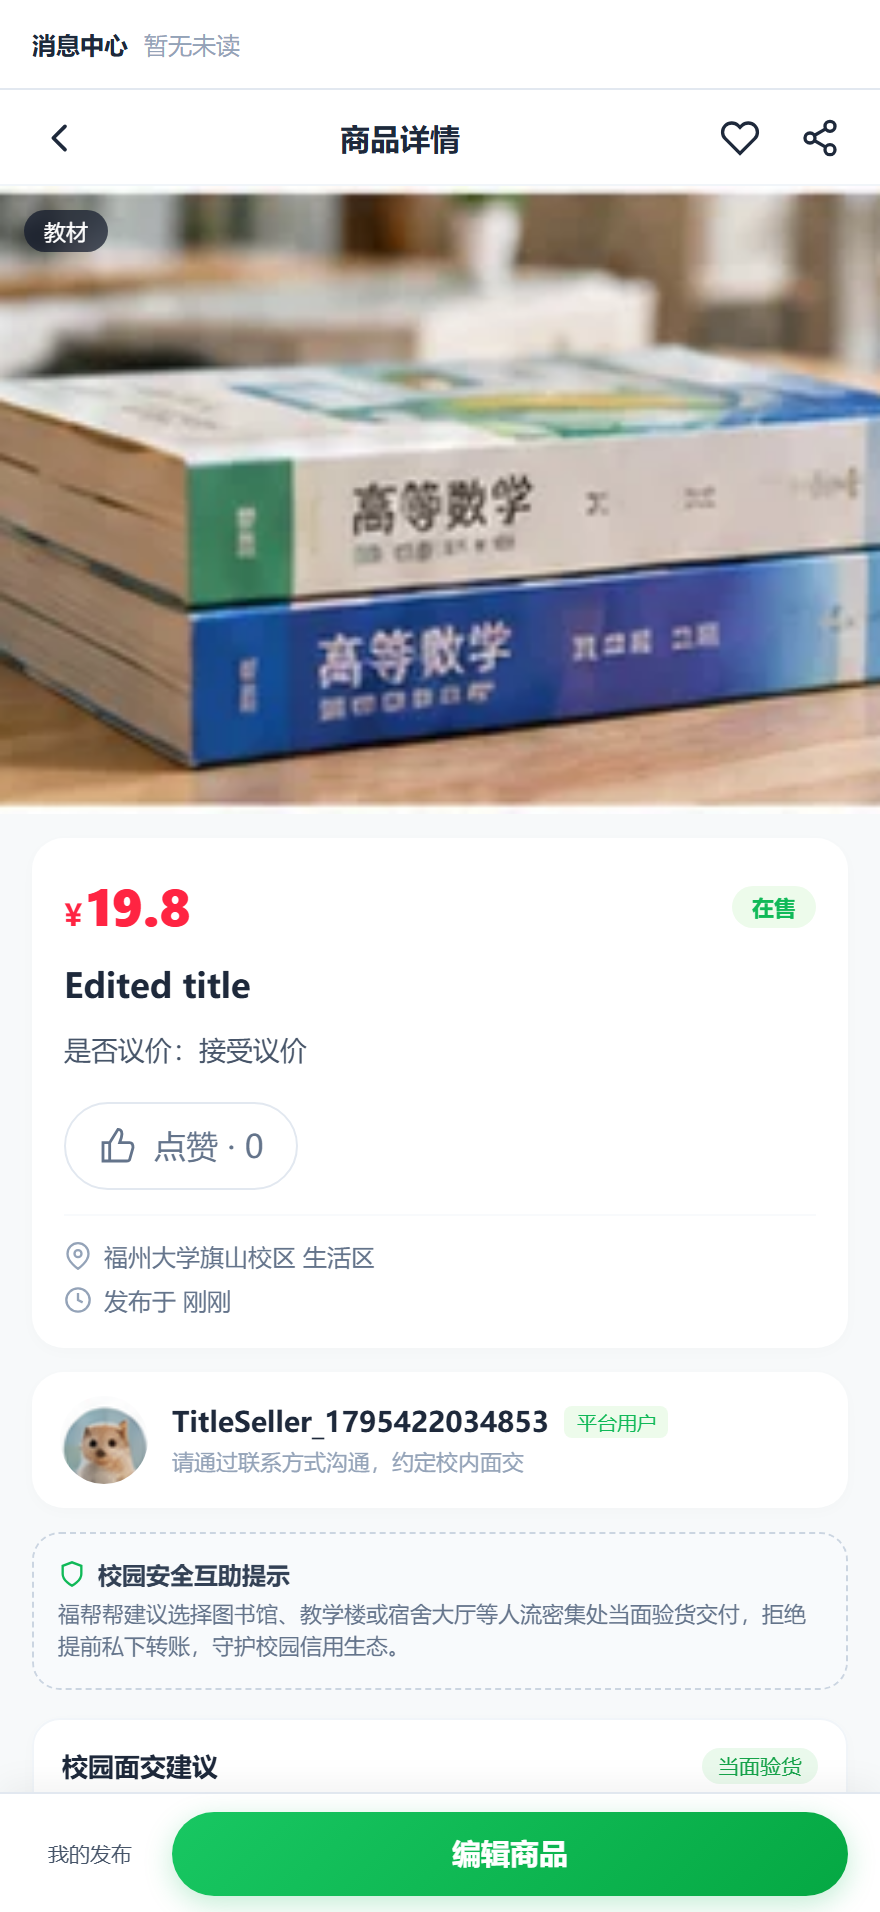 消息中心 暂无未读
商品详情
教材
高等数学
高等数学
¥19.8
在售
Edited title
是否议价：接受议价
点赞 · 0
福州大学旗山校区 生活区
发布于 刚刚
TitleSeller_1795422034853 平台用户
请通过联系方式沟通，约定校内面交
校园安全互助提示
福帮帮建议选择图书馆、教学楼或宿舍大厅等人流密集处当面验货交付，拒绝
提前私下转账，守护校园信用生态。
校园面交建议
当面验货
我的发布
编辑商品